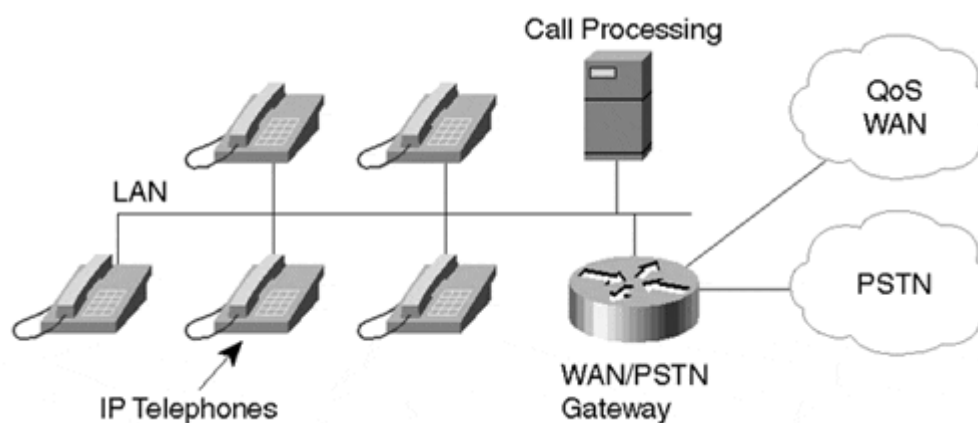 Call Processing
QoS
WAN
LAN
PSTN
WAN/PSTN
Gateway
IP Telephones